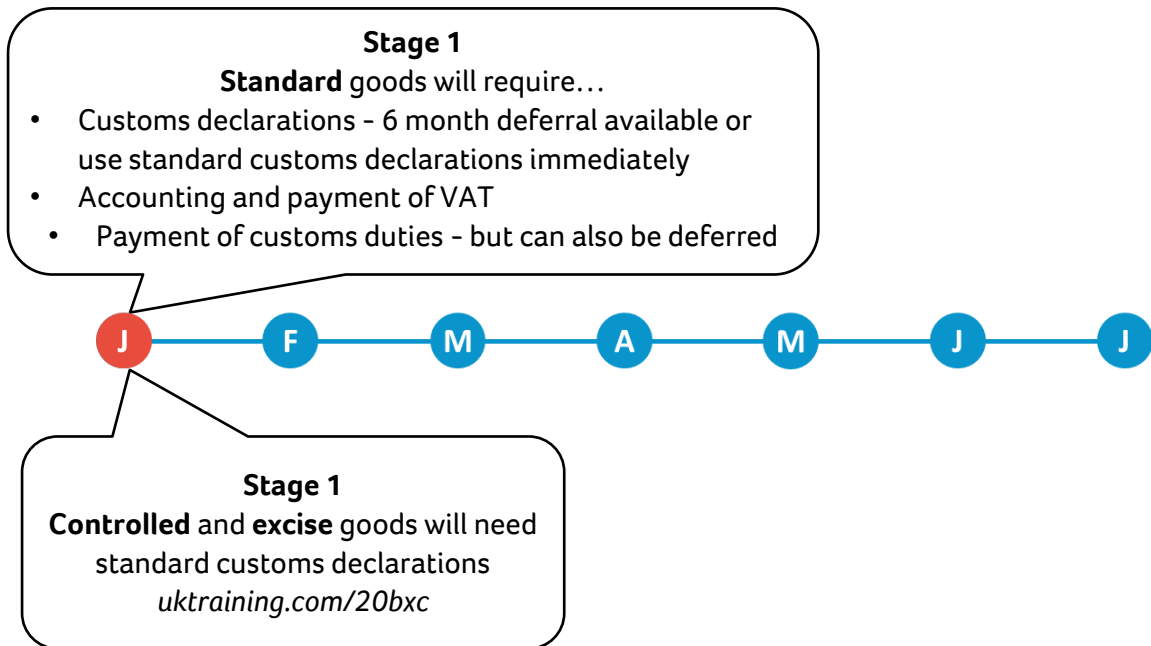 Stage 1
Standard goods will require...
• Customs declarations - 6 month deferral available or
use standard customs declarations immediately
• Accounting and payment of VAT
• Payment of customs duties - but can also be deferred
J F M A M J J
Stage 1
Controlled and excise goods will need
standard customs declarations
uktraining.com/20bxc